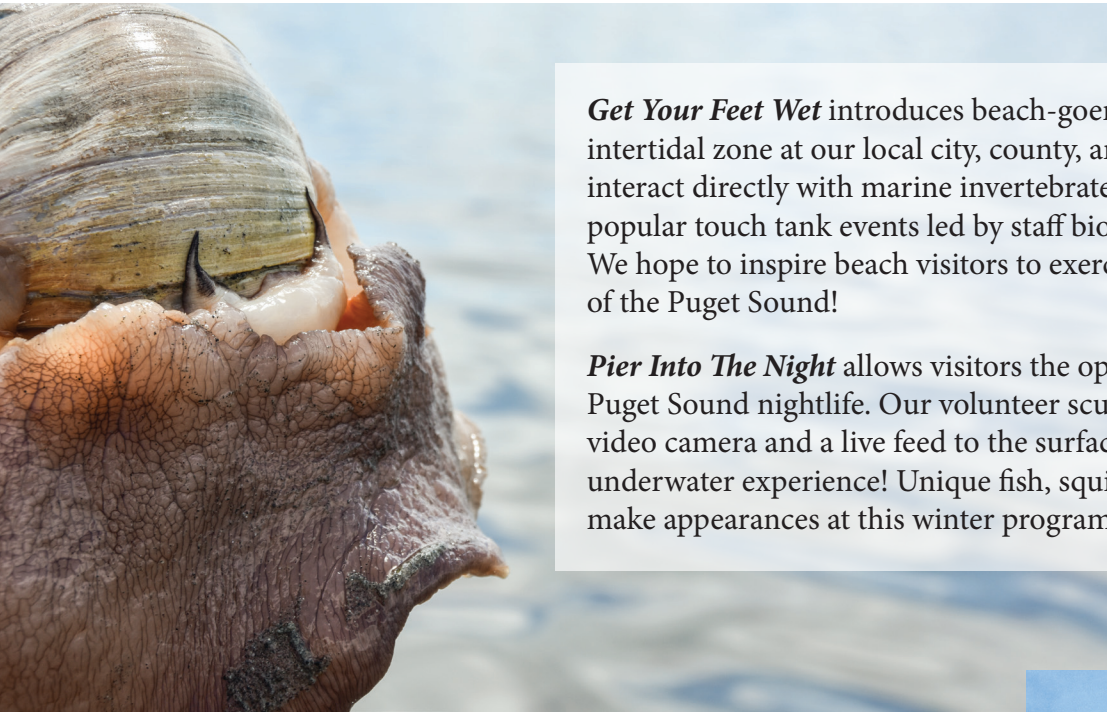 Get Your Feet Wet introduces beach-goer
intertidal zone at our local city, county, a
interact directly with marine invertebrate
popular touch tank events led by staff bio
We hope to inspire beach visitors to exer
of the Puget Sound!
Pier Into The Night allows visitors the op
Puget Sound nightlife. Our volunteer scu
video camera and a live feed to the surfac
underwater experience! Unique fish, squi
make appearances at this winter program